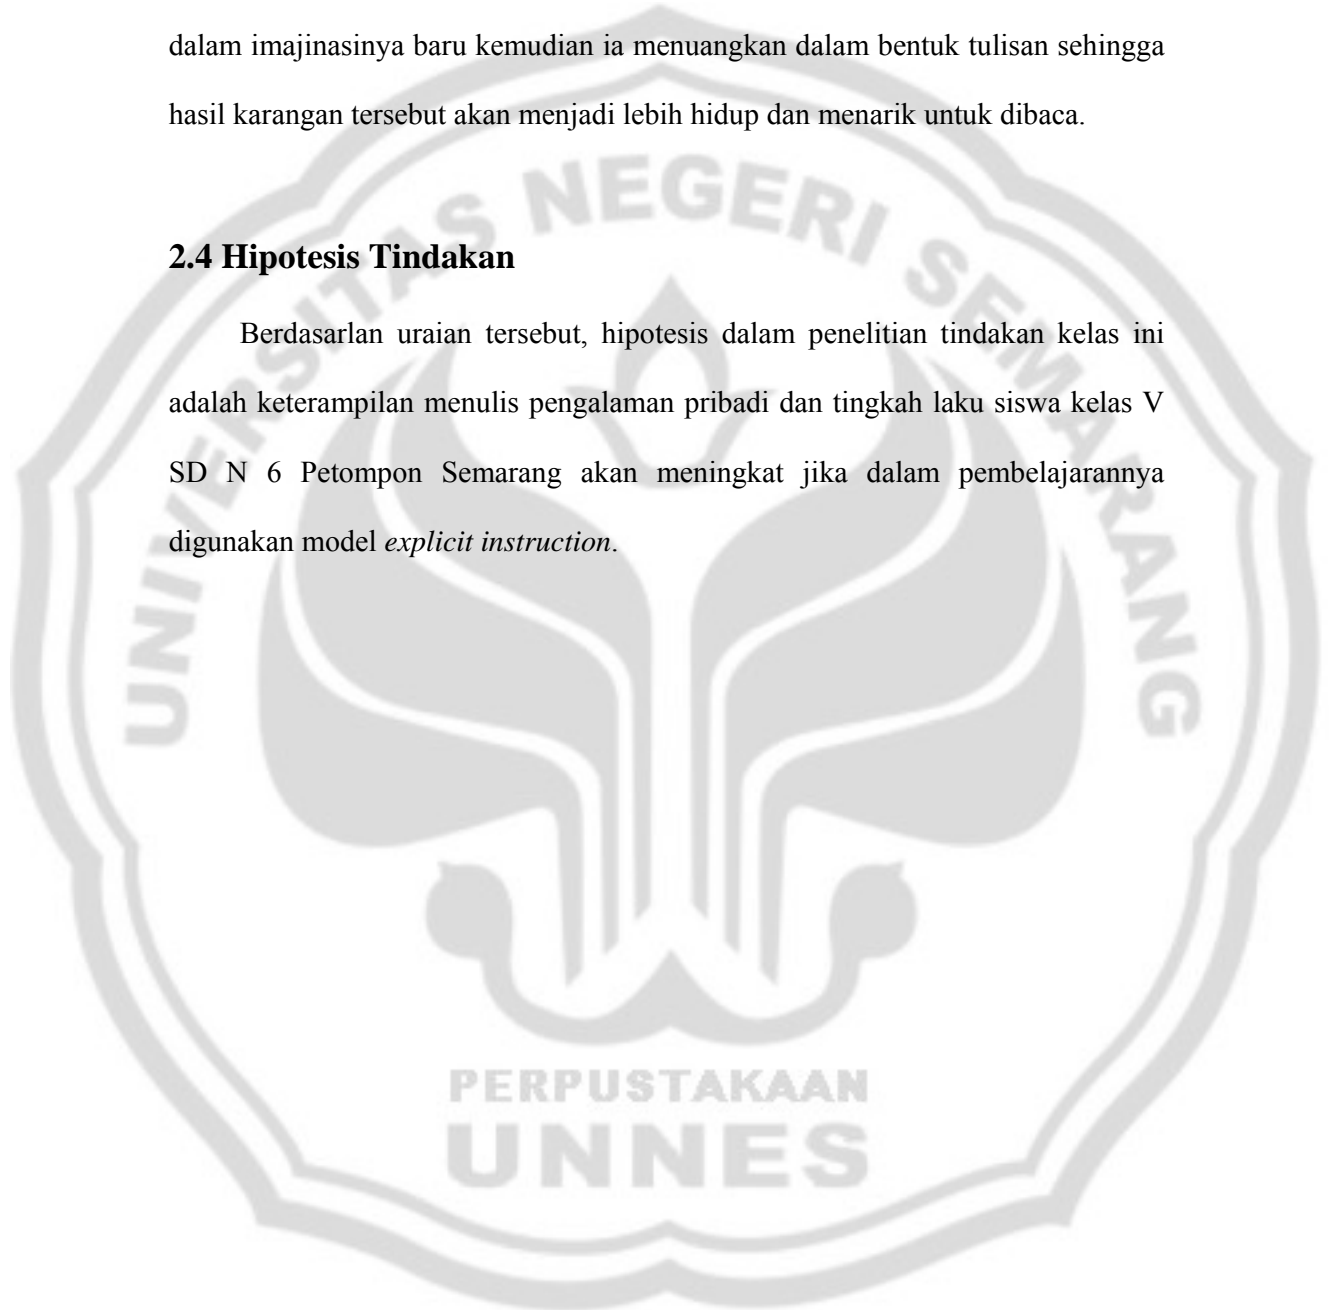 dalam imajinasinya baru kemudian ia menuangkan dalam bentuk tulisan sehingga
hasil karangan tersebut akan menjadi lebih hidup dan menarik untuk dibaca.
2.4 Hipotesis Tindakan
Berdasarlan uraian tersebut, hipotesis dalam penelitian tindakan kelas ini
adalah keterampilan menulis pengalaman pribadi dan tingkah laku siswa kelas V
SD N 6 Petompon Semarang akan meningkat jika dalam pembelajarannya
digunakan model explicit instruction.
UNIVERSITAS NEGERI SEMARANG
PERPUSTAKAAN
UNNES